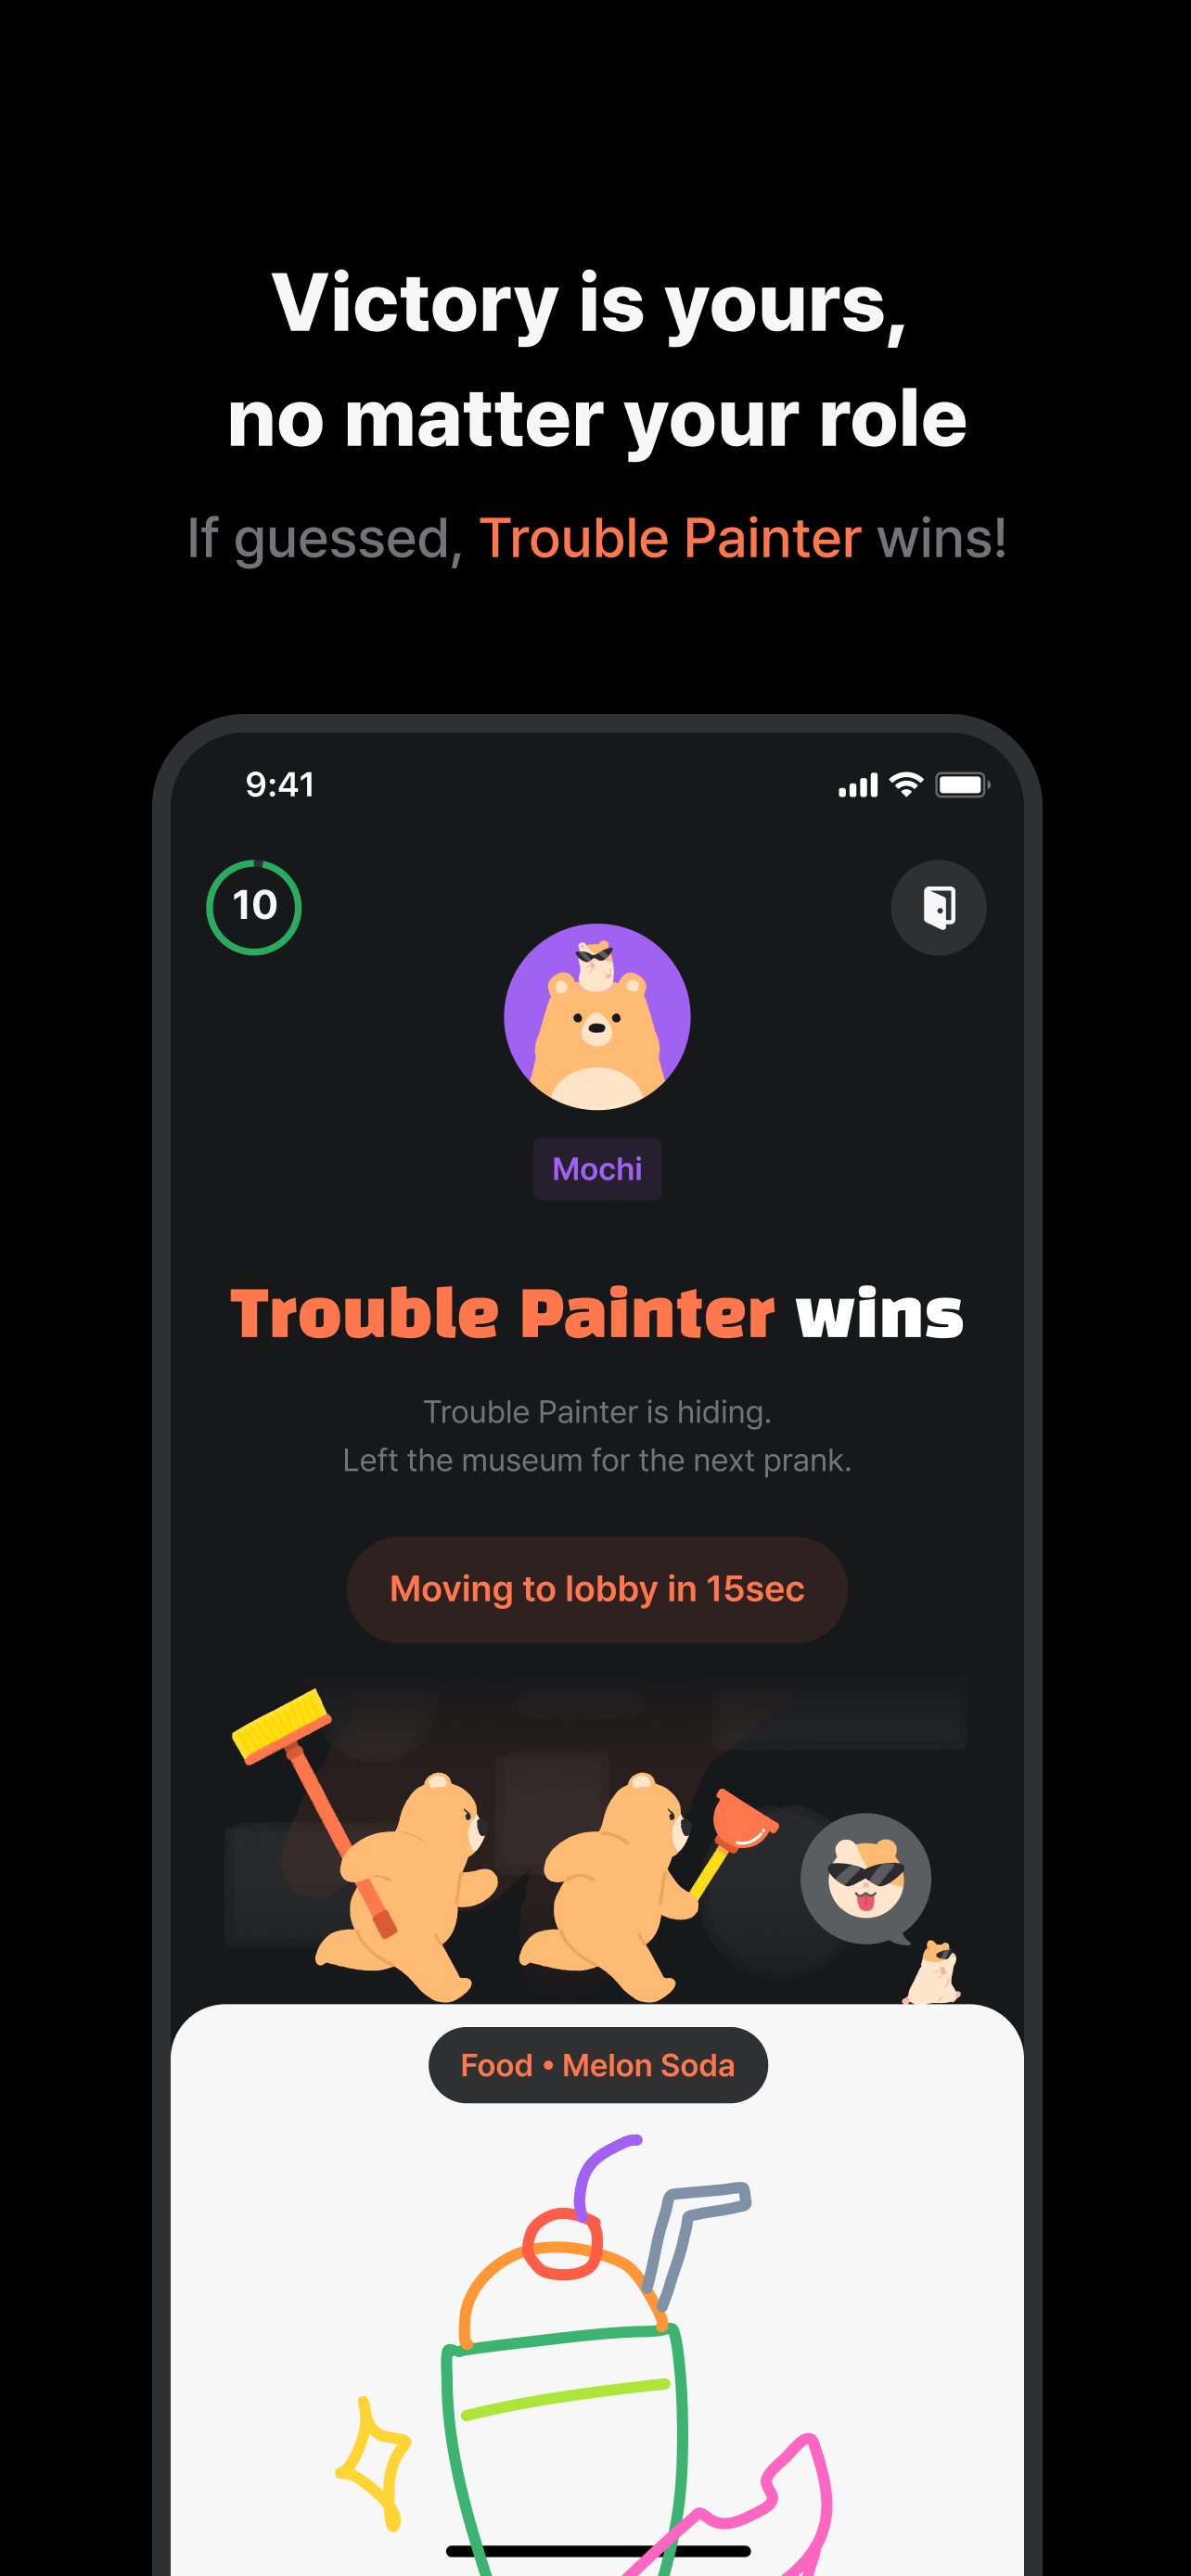 Victory is yours,
no matter your role
If guessed, Trouble Painter wins!
9:41
10
Mochi
Trouble Painter wins
Trouble Painter is hiding.
Left the museum for the next prank.
Moving to lobby in 15sec
Food • Melon Soda